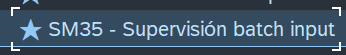 SM35 - Supervisión batch input